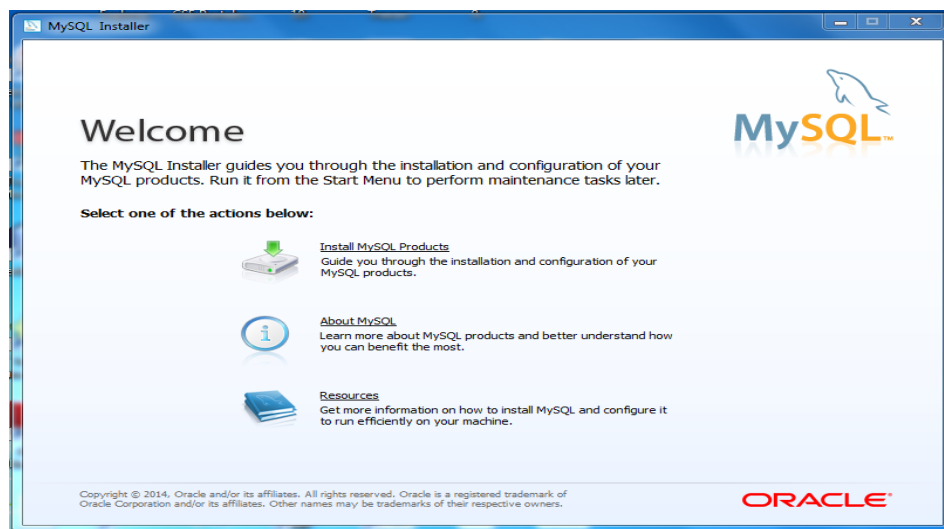 MySQL Installer
MySQL™
Welcome
The MySQL Installer guides you through the installation and configuration of your
MySQL products. Run it from the Start Menu to perform maintenance tasks later.
Select one of the actions below:
Install MySQL Products
Guide you through the installation and configuration of your
MySQL products.
About MySQL
Learn more about MySQL products and better understand how
you can benefit the most.
Resources
Get more information on how to install MySQL and configure it
to run efficiently on your machine.
Copyright © 2014, Oracle and/or its affiliates. All rights reserved. Oracle is a registered trademark of
Oracle Corporation and/or its affiliates. Other names may be trademarks of their respective owners.
ORACLE®